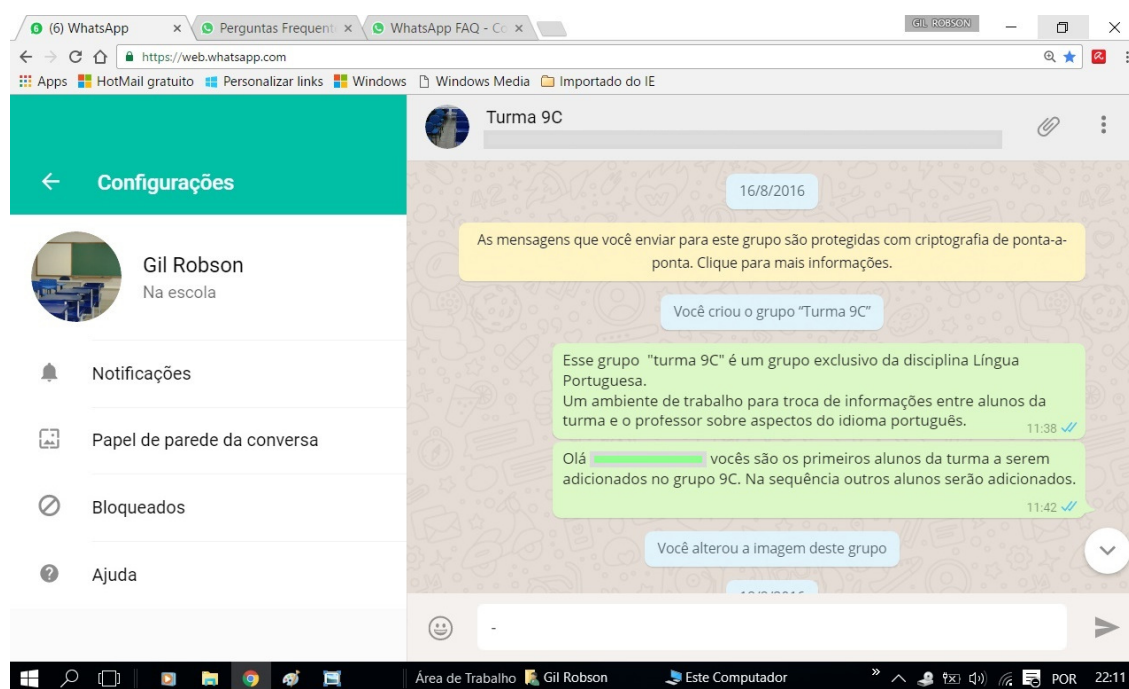 (6) WhatsApp
Perguntas Frequent
WhatsApp FAQ - Co
GIL ROBSON
https://web.whatsapp.com
Apps HotMail gratuito Personalizar links Windows Windows Media Importado do IE
Turma 9C
Configurações
16/8/2016
As mensagens que você enviar para este grupo são protegidas com criptografia de ponta-a-
ponta. Clique para mais informações.
Gil Robson
Na escola
Você criou o grupo “Turma 9C”
Notificações
Esse grupo "turma 9C" é um grupo exclusivo da disciplina Língua
Portuguesa.
Um ambiente de trabalho para troca de informações entre alunos da
turma e o professor sobre aspectos do idioma português.
11:38
Papel de parede da conversa
Olá vocês são os primeiros alunos da turma a serem
adicionados no grupo 9C. Na sequência outros alunos serão adicionados.
11:42
Bloqueados
Você alterou a imagem deste grupo
Ajuda
-
Área de Trabalho Gil Robson Este Computador » POR 22:11